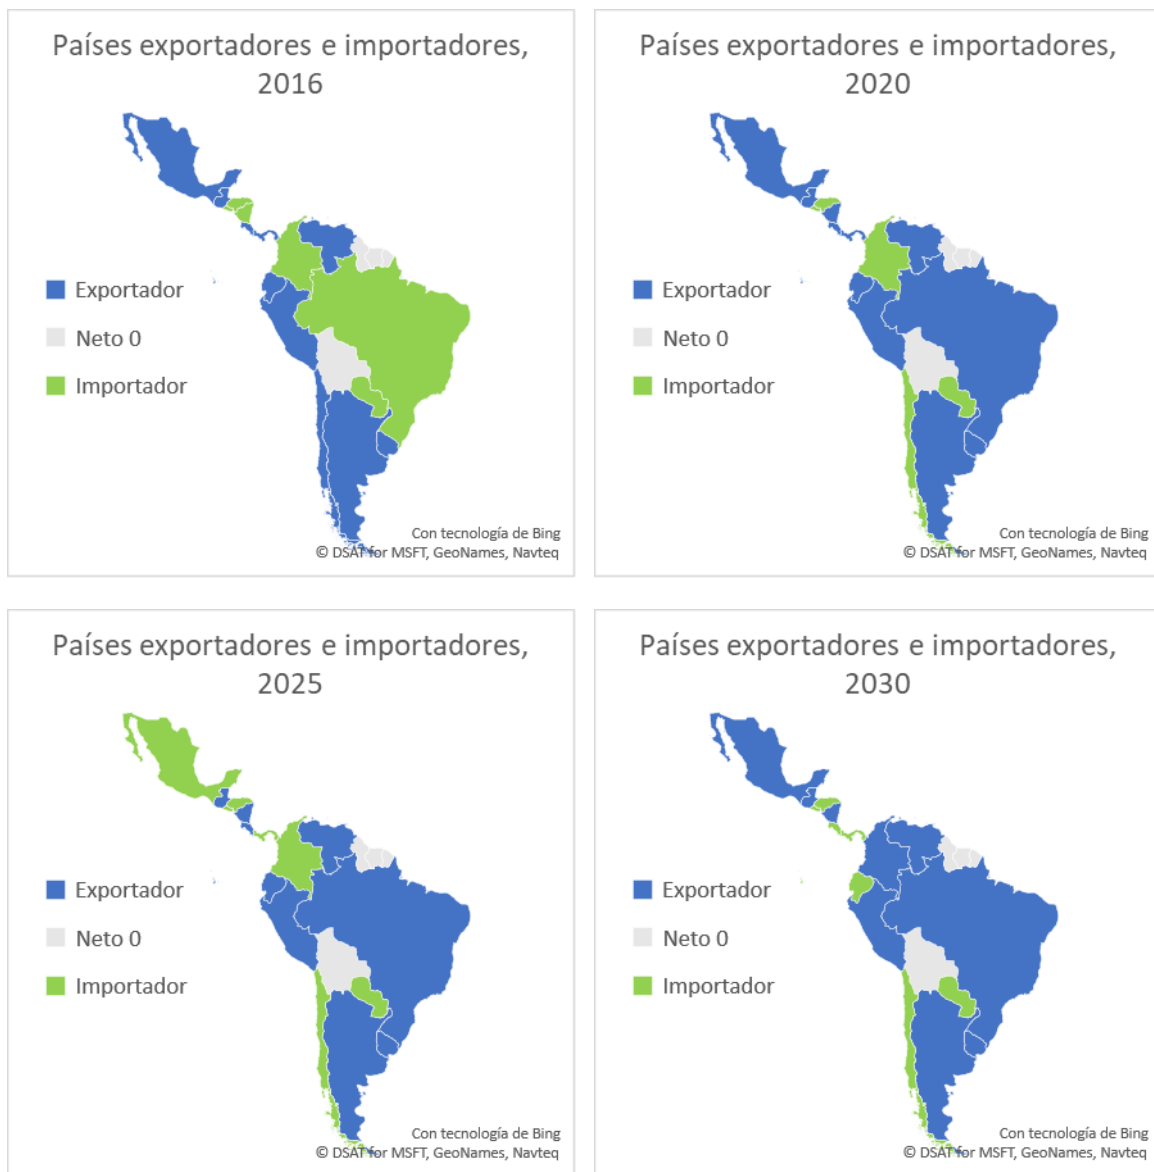 Países exportadores e importadores,
2016
Exportador
Neto 0
Importador
Con tecnología de Bing
© DSAT for MSFT, GeoNames, Navteq
Países exportadores e importadores,
2020
Exportador
Neto 0
Importador
Con tecnología de Bing
© DSAT for MSFT, GeoNames, Navteq
Países exportadores e importadores,
2025
Exportador
Neto 0
Importador
Con tecnología de Bing
© DSAT for MSFT, GeoNames, Navteq
Países exportadores e importadores,
2030
Exportador
Neto 0
Importador
Con tecnología de Bing
© DSAT for MSFT, GeoNames, Navteq